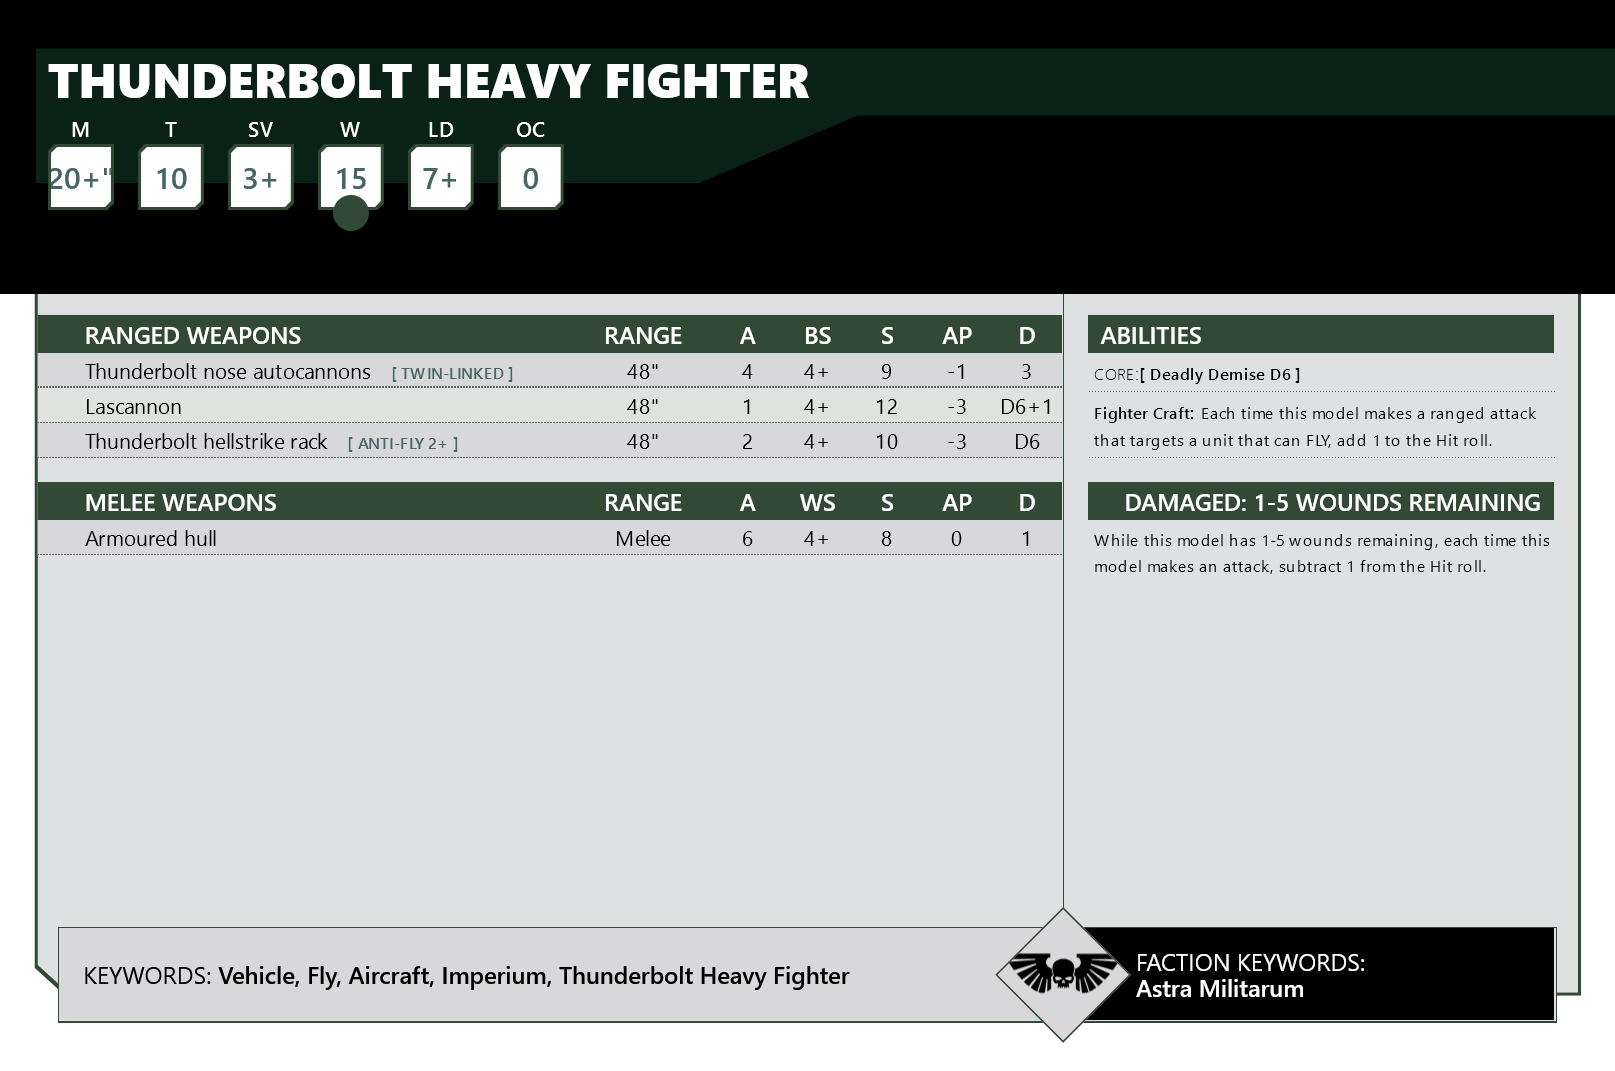 THUNDERBOLT HEAVY FIGHTER
M T SV W LD OC
20+" 10 3+ 15 7+ 0
RANGED WEAPONS RANGE A BS S AP D
Thunderbolt nose autocannons [ TWIN-LINKED ] 48" 4 4+ 9 -1 3
Lascannon 48" 1 4+ 12 -3 D6+1
Thunderbolt hellstrike rack [ ANTI-FLY 2+ ] 48" 2 4+ 10 -3 D6
MELEE WEAPONS RANGE A WS S AP D
Armoured hull Melee 6 4+ 8 0 1
ABILITIES
CORE:[ Deadly Demise D6 ]
Fighter Craft: Each time this model makes a ranged attack
that targets a unit that can FLY, add 1 to the Hit roll.
DAMAGED: 1-5 WOUNDS REMAINING
While this model has 1-5 wounds remaining, each time this
model makes an attack, subtract 1 from the Hit roll.
KEYWORDS: Vehicle, Fly, Aircraft, Imperium, Thunderbolt Heavy Fighter
FACTION KEYWORDS:
Astra Militarum